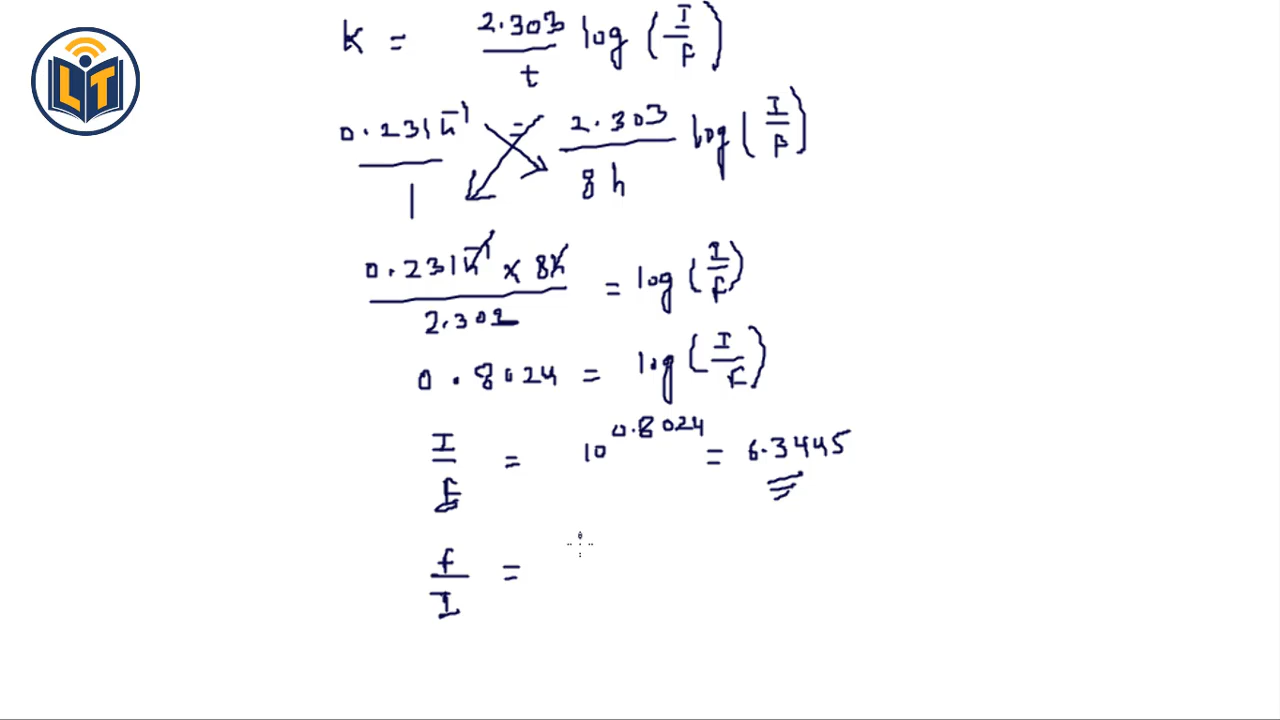 LT
K = 2.303 / t log (I / F)
0.231 h⁻¹ / 1 = 2.303 / 8 h log (I / F)
0.231 h⁻¹ x 8h / 2.303 = log (I / F)
0.8024 = log (I / F)
I / F = 10^0.8024 = 6.3445
f / I =